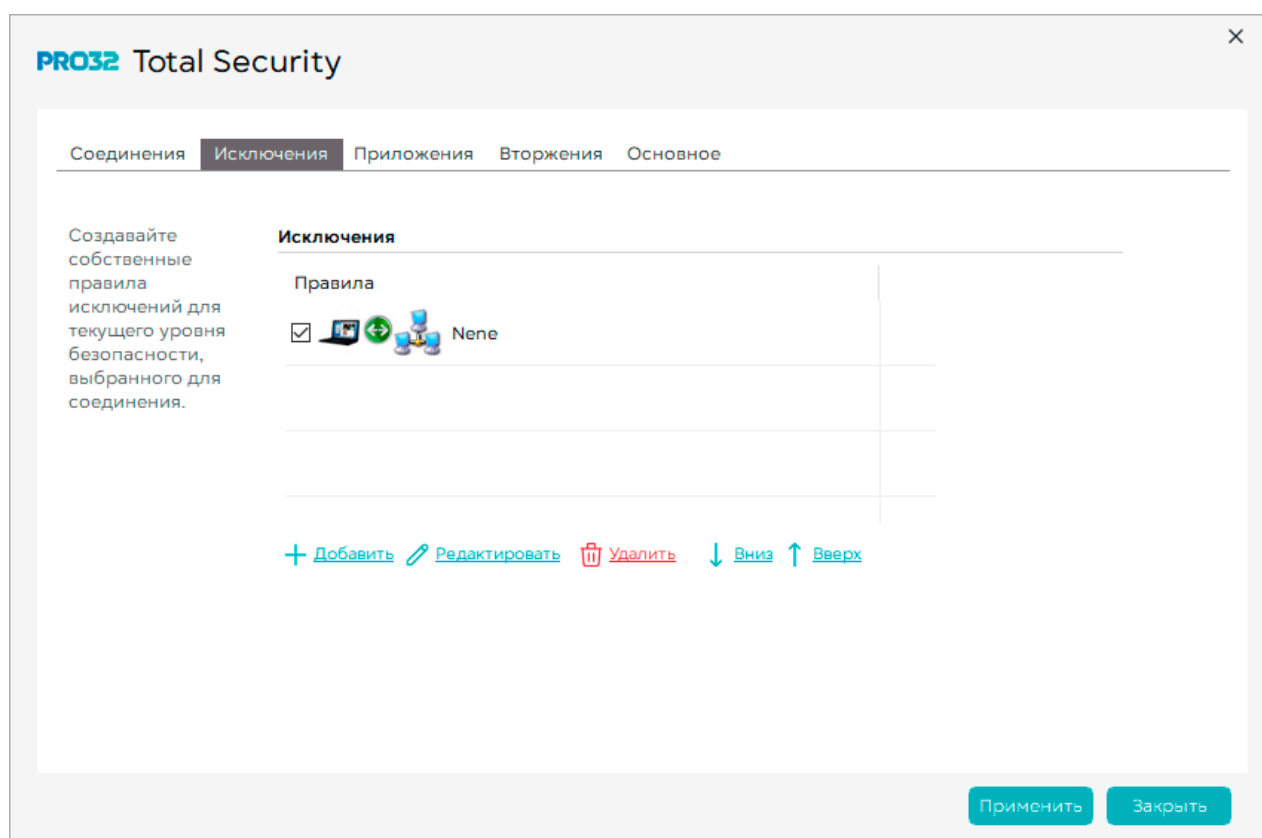 PRO32 Total Security
Соединения Исключения Приложения Вторжения Основное
Создавайте
собственные
правила
исключений для
текущего уровня
безопасности,
выбранного для
соединения.
Исключения
Правила
Nene
Добавить Редактировать Удалить Вниз Вверх
Применить Закрыть